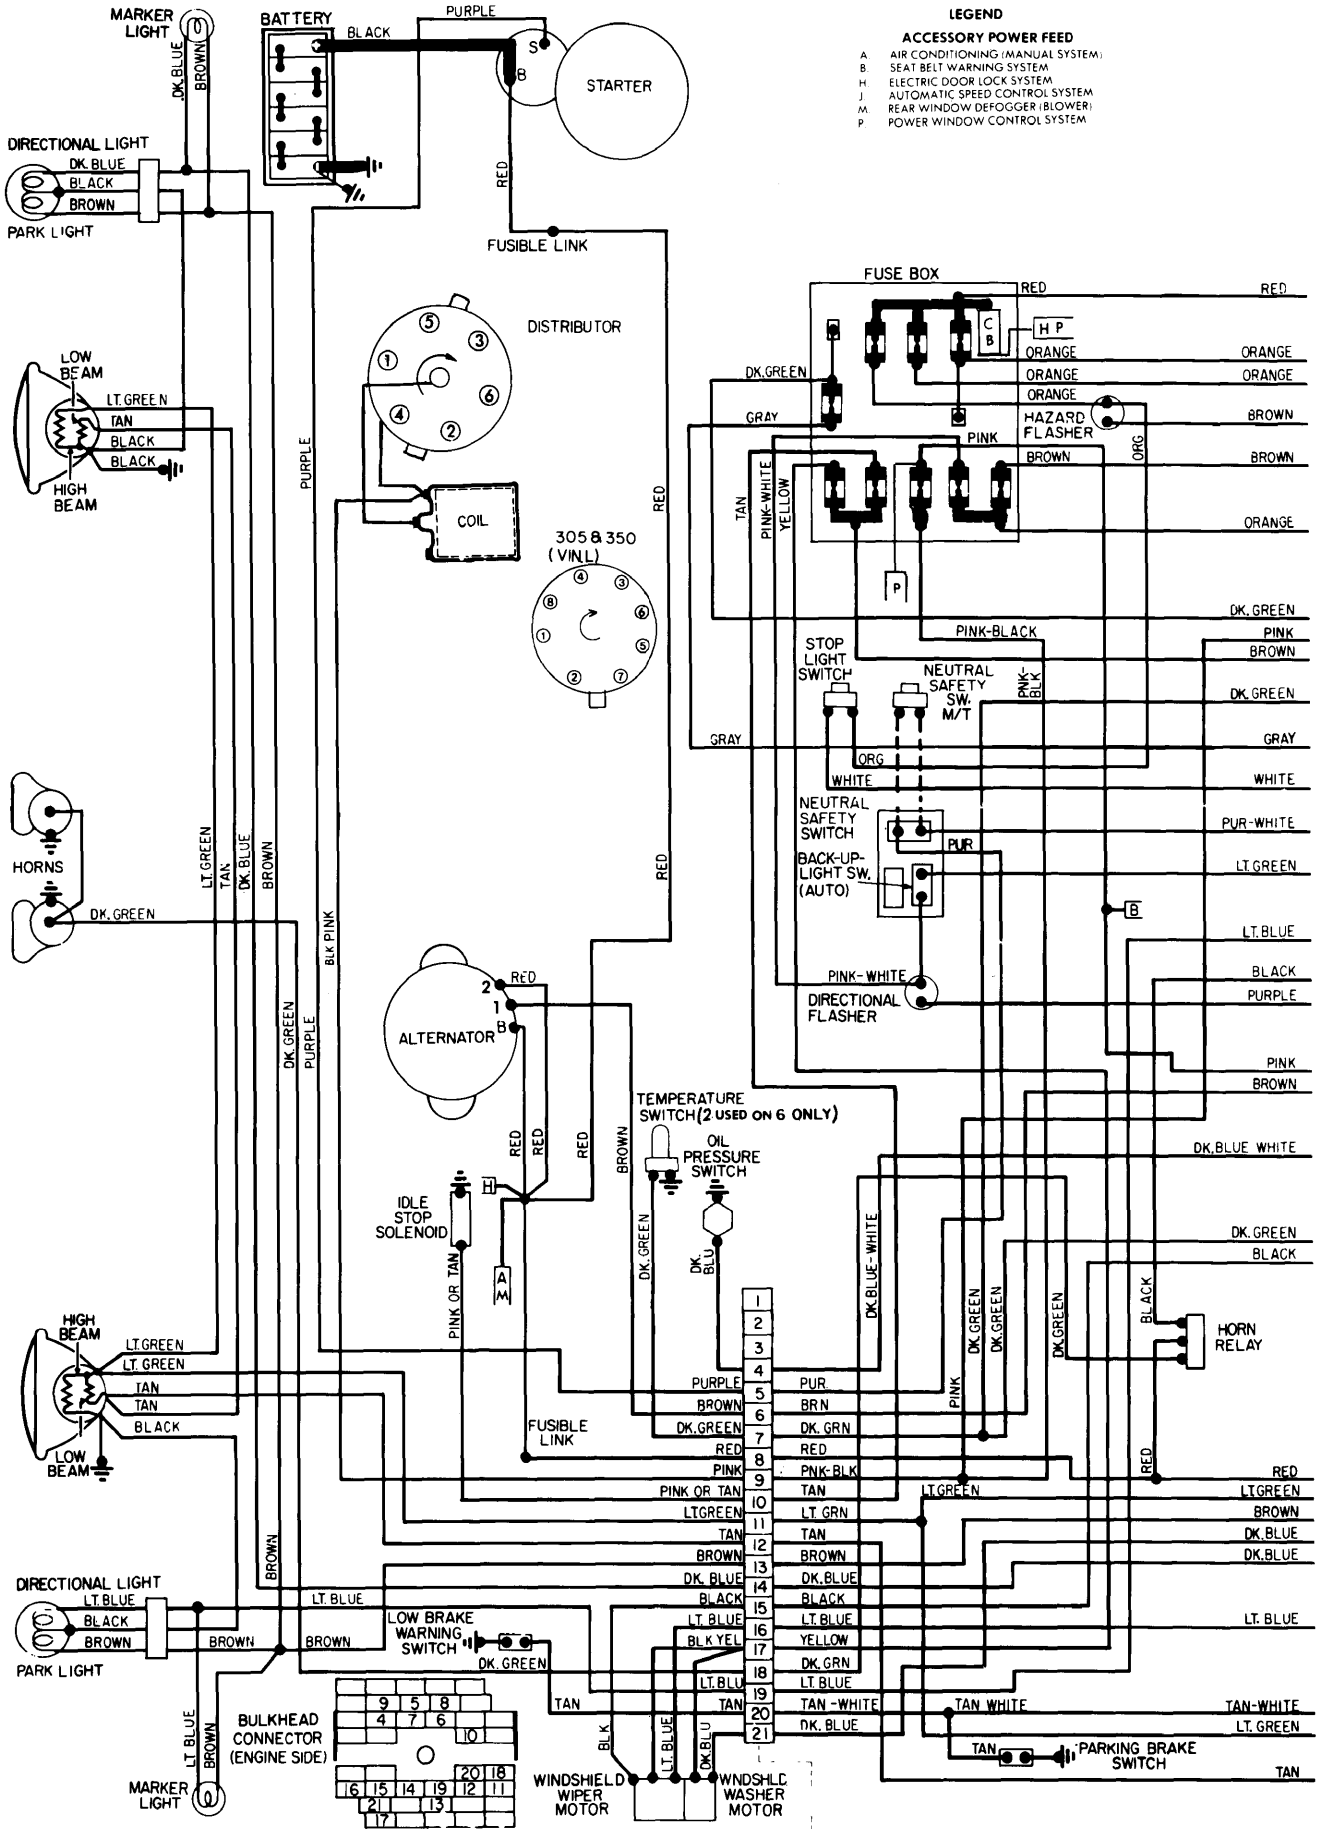 LEGEND
ACCESSORY POWER FEED
A. AIR CONDITIONING (MANUAL SYSTEM)
B. SEAT BELT WARNING SYSTEM
H. ELECTRIC DOOR LOCK SYSTEM
J. AUTOMATIC SPEED CONTROL SYSTEM
M. REAR WINDOW DEFOGGER (BLOWER)
P. POWER WINDOW CONTROL SYSTEM
MARKER
LIGHT
BATTERY
BLACK
PURPLE
S
B
STARTER
DK.BLUE
BROWN
RED
DIRECTIONAL LIGHT
DK. BLUE
BLACK
BROWN
PARK LIGHT
FUSIBLE LINK
FUSE BOX
RED
RED
C
B
H P
ORANGE
ORANGE
ORANGE
ORANGE
ORANGE
HAZARD
FLASHER
BROWN
ORG
DISTRIBUTOR
5
3
1
6
4
2
LOW
BEAM
LT.GREEN
TAN
BLACK
BLACK
HIGH
BEAM
DK.GREEN
GRAY
PINK
BROWN
BROWN
ORANGE
TAN
PINK-WHITE
YELLOW
PURPLE
RED
COIL
305 & 350
(VIN.L)
4
3
8
6
1
5
2
7
P
DK. GREEN
PINK-BLACK
PINK
BROWN
STOP
LIGHT
SWITCH
NEUTRAL
SAFETY
SW.
M/T
PNK-
BLK
DK. GREEN
GRAY
GRAY
ORG
WHITE
WHITE
NEUTRAL
SAFETY
SWITCH
PUR-WHITE
PUR
BACK-UP-
LIGHT SW.
(AUTO)
LT. GREEN
B
HORNS
DK. GREEN
LT.GREEN
TAN
DK.BLUE
BROWN
RED
BLK PINK
LT. BLUE
BLACK
PURPLE
PINK-WHITE
DIRECTIONAL
FLASHER
2
RED
1
B
ALTERNATOR
DK. GREEN
PURPLE
PINK
BROWN
TEMPERATURE
SWITCH (2 USED ON 6 ONLY)
OIL
PRESSURE
SWITCH
RED
RED
RED
BROWN
DK.BLUE WHITE
H
IDLE
STOP
SOLENOID
A
M
PINK OR TAN
DK. GREEN
DK.
BLU
DK.BLUE-WHITE
DK. GREEN
BLACK
DK.GREEN
DK.GREEN
DK.GREEN
BLACK
HORN
RELAY
HIGH
BEAM
LT.GREEN
LT. GREEN
TAN
TAN
BLACK
LOW
BEAM
FUSIBLE
LINK
PINK
RED
1
2
3
4
PURPLE 5 PUR
BROWN 6 BRN
DK.GREEN 7 DK. GRN
RED 8 RED
PINK 9 PNK-BLK
RED
PINK OR TAN 10 TAN
LT.GREEN
LTGREEN
LTGREEN 11 LT. GRN
BROWN
TAN 12 TAN
DK.BLUE
BROWN 13 BROWN
DK.BLUE
DK. BLUE 14 DK.BLUE
BLACK 15 BLACK
LT. BLUE 16 LT. BLUE
LT. BLUE
BLK YEL 17 YELLOW
18 DK. GRN
LT.BLU 19 LT. BLUE
TAN 20 TAN -WHITE
TAN WHITE
TAN-WHITE
21 DK. BLUE
LT. GREEN
BROWN
DIRECTIONAL LIGHT
LT.BLUE
LT. BLUE
BLACK
BROWN
BROWN
BROWN
PARK LIGHT
LOW BRAKE
WARNING
SWITCH
DK.GREEN
TAN
LT BLUE
BROWN
MARKER
LIGHT
BULKHEAD
CONNECTOR
(ENGINE SIDE)
9 5 8
4 7 6
10
20 18
16 15 14 19 12 11
21 13
17
BLK
LT.BLUE
DK.BLU
WINDSHIELD
WIPER
MOTOR
WNDSHLD
WASHER
MOTOR
TAN
PARKING BRAKE
SWITCH
TAN